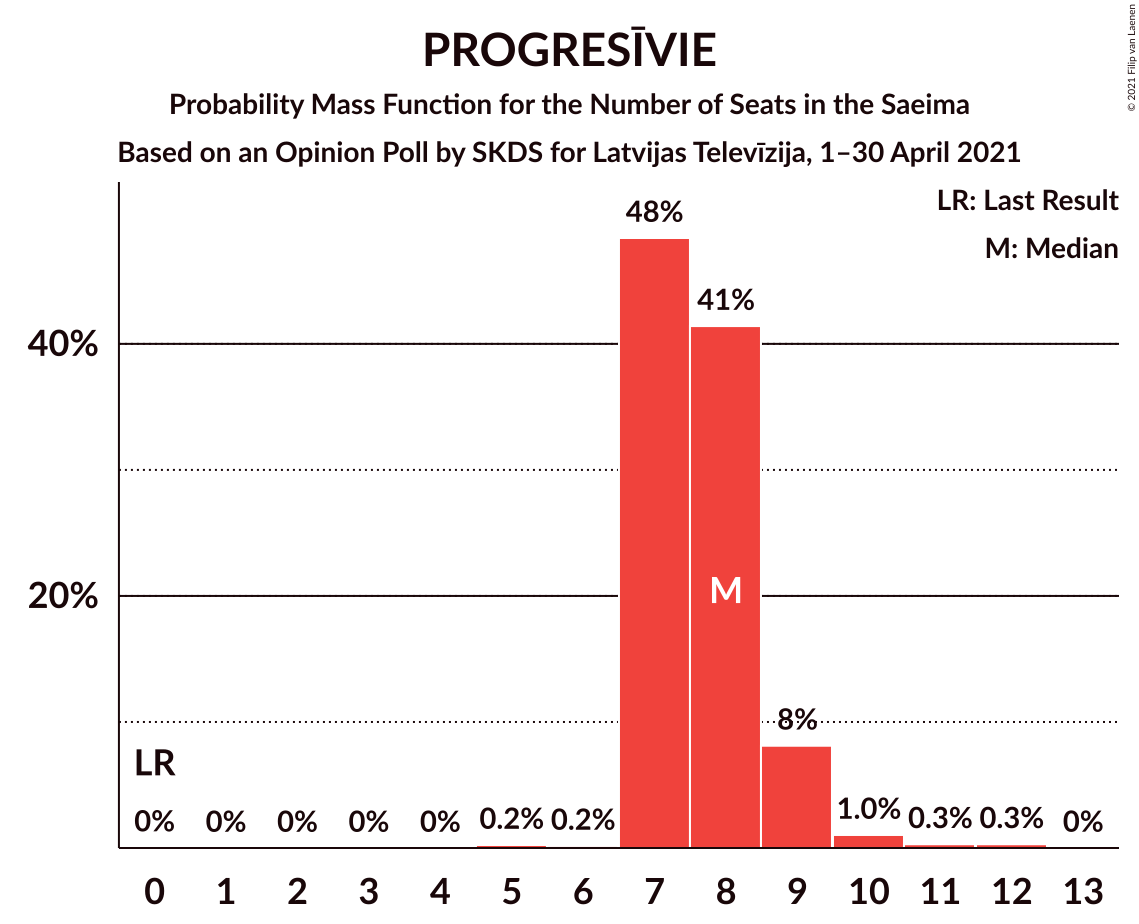 PROGRESĪVIE
Probability Mass Function for the Number of Seats in the Saeima
Based on an Opinion Poll by SKDS for Latvijas Televīzija, 1–30 April 2021
© 2021 Filip van Laenen
LR: Last Result
M: Median
40%
20%
48%
41%
M
8%
LR
0% 0% 0% 0% 0% 0.2% 0.2% 1.0% 0.3% 0.3% 0%
0 1 2 3 4 5 6 7 8 9 10 11 12 13